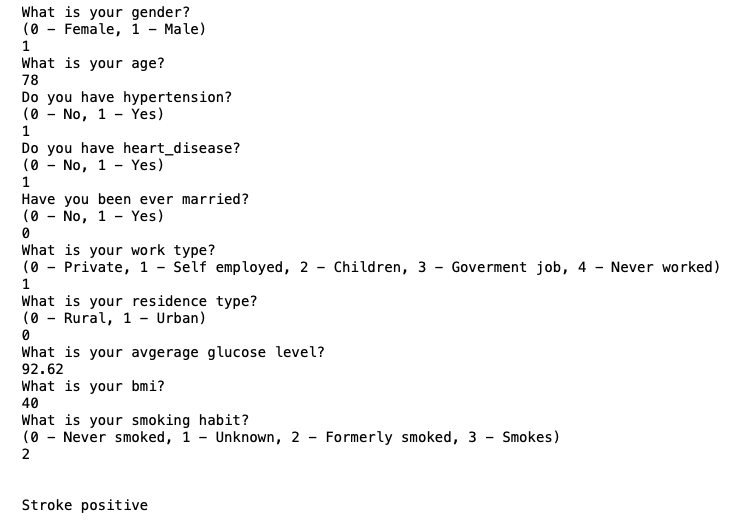 What is your gender?
(0 – Female, 1 – Male)
1
What is your age?
78
Do you have hypertension?
(0 – No, 1 – Yes)
1
Do you have heart_disease?
(0 – No, 1 – Yes)
1
Have you been ever married?
(0 – No, 1 – Yes)
0
What is your work type?
(0 – Private, 1 – Self employed, 2 – Children, 3 – Goverment job, 4 – Never worked)
1
What is your residence type?
(0 – Rural, 1 – Urban)
0
What is your avgerage glucose level?
92.62
What is your bmi?
40
What is your smoking habit?
(0 – Never smoked, 1 – Unknown, 2 – Formerly smoked, 3 – Smokes)
2
Stroke positive